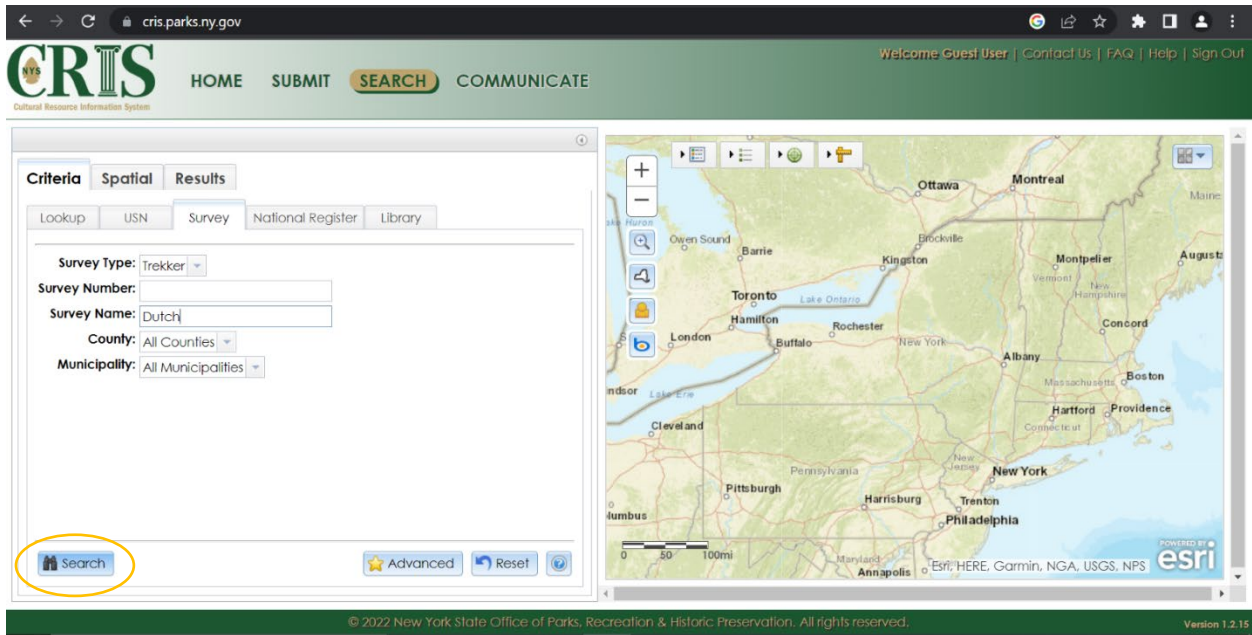 cris.parks.ny.gov
NYS CRIS
Cultural Resource Information System
HOME SUBMIT SEARCH COMMUNICATE
Welcome Guest User | Contact Us | FAQ | Help | Sign Out
Criteria Spatial Results
Lookup USN Survey National Register Library
Survey Type: Trekker
Survey Number:
Survey Name: Dutch
County: All Counties
Municipality: All Municipalities
Search Advanced Reset
Ottawa
Montreal
Maine
Huron
Owen Sound
Barrie
Brockville
Kingston
Montpelier
Augusta
Vermont
New Hampshire
Toronto
Lake Ontario
Hamilton
Rochester
Concord
London
Buffalo
New York
Albany
Massachusetts
Boston
ndsor
Lake Erie
Hartford
Providence
Connecticut
Cleveland
New Jersey
New York
Pennsylvania
Pittsburgh
Harrisburg
Trenton
lumbus
Philadelphia
0 50 100mi
Maryland
Annapolis
Esri, HERE, Garmin, NGA, USGS, NPS
POWERED BY
esri
© 2022 New York State Office of Parks, Recreation & Historic Preservation. All rights reserved.
Version 1.2.15